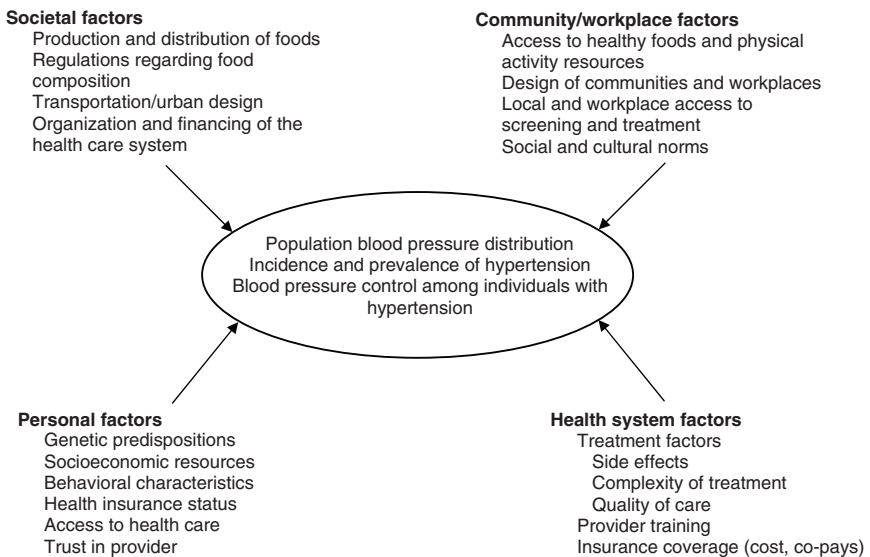 Societal factors
Production and distribution of foods
Regulations regarding food
composition
Transportation/urban design
Organization and financing of the
health care system
Community/workplace factors
Access to healthy foods and physical
activity resources
Design of communities and workplaces
Local and workplace access to
screening and treatment
Social and cultural norms
Population blood pressure distribution
Incidence and prevalence of hypertension
Blood pressure control among individuals with
hypertension
Personal factors
Genetic predispositions
Socioeconomic resources
Behavioral characteristics
Health insurance status
Access to health care
Trust in provider
Health system factors
Treatment factors
Side effects
Complexity of treatment
Quality of care
Provider training
Insurance coverage (cost, co-pays)